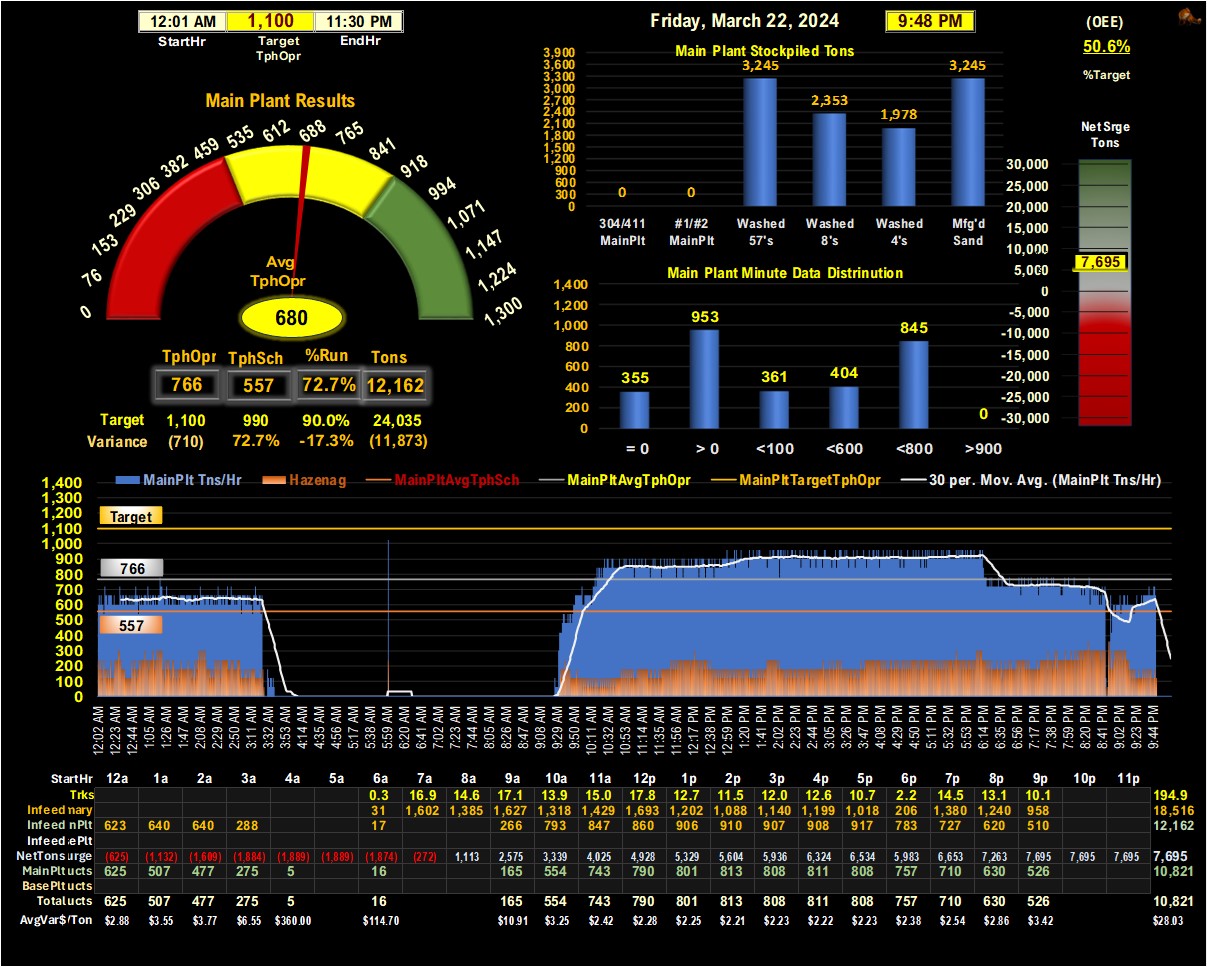 12:01 AM 1,100 11:30 PM
StartHr Target TphOpr EndHr
Friday, March 22, 2024 9:48 PM
(OEE)
50.6%
%Target
Main Plant Results
0 76 153 229 306 382 459 535 612 688 765 841 918 994 1,071 1,147 1,224 1,300
Avg
TphOpr
680
TphOpr TphSch %Run Tons
766 557 72.7% 12,162
Target 1,100 990 90.0% 24,035
Variance (710) 72.7% -17.3% (11,873)
Main Plant Stockpiled Tons
3,900
3,600
3,300
3,000
2,700
2,400
2,100
1,800
1,500
1,200
900
600
300
0
0 0 3,245 2,353 1,978 3,245
304/411 #1/#2 Washed Washed Washed Mfg'd
MainPlt MainPlt 57's 8's 4's Sand
Main Plant Minute Data Distrinution
1,400
1,200
1,000
800
600
400
200
0
355 953 361 404 845 0
= 0 > 0 <100 <600 <800 >900
Net Srge
Tons
30,000
25,000
20,000
15,000
10,000
7,695
5,000
0
-5,000
-10,000
-15,000
-20,000
-25,000
-30,000
MainPlt Tns/Hr Hazenag MainPltAvgTphSch MainPltAvgTphOpr MainPltTargetTphOpr 30 per. Mov. Avg. (MainPlt Tns/Hr)
1,400
1,300
1,200
1,100
1,000
900
800
700
600
500
400
300
200
100
0
Target
766
557
12:02 AM 12:23 AM 12:44 AM 1:05 AM 1:26 AM 1:47 AM 2:08 AM 2:29 AM 2:50 AM 3:11 AM 3:32 AM 3:53 AM 4:14 AM 4:35 AM 4:56 AM 5:17 AM 5:38 AM 5:59 AM 6:20 AM 6:41 AM 7:02 AM 7:23 AM 7:44 AM 8:05 AM 8:26 AM 8:47 AM 9:08 AM 9:29 AM 9:50 AM 10:11 AM 10:32 AM 10:53 AM 11:14 AM 11:35 AM 11:56 AM 12:17 PM 12:38 PM 12:59 PM 1:20 PM 1:41 PM 2:02 PM 2:23 PM 2:44 PM 3:05 PM 3:26 PM 3:47 PM 4:08 PM 4:29 PM 4:50 PM 5:11 PM 5:32 PM 5:53 PM 6:14 PM 6:35 PM 6:56 PM 7:17 PM 7:38 PM 7:59 PM 8:20 PM 8:41 PM 9:02 PM 9:23 PM 9:44 PM
StartHr 12a 1a 2a 3a 4a 5a 6a 7a 8a 9a 10a 11a 12p 1p 2p 3p 4p 5p 6p 7p 8p 9p 10p 11p
Trks 0.3 16.9 14.6 17.1 13.9 15.0 17.8 12.7 11.5 12.0 12.6 10.7 2.2 14.5 13.1 10.1 194.9
Infeed nary 31 1,602 1,385 1,627 1,318 1,429 1,693 1,202 1,088 1,140 1,199 1,018 206 1,380 1,240 958 18,516
Infeed nPlt 623 640 640 288 17 266 793 847 860 906 910 907 908 917 783 727 620 510 12,162
Infeed ePlt
NetTons urge (625) (1,132) (1,609) (1,884) (1,889) (1,889) (1,874) (272) 1,113 2,575 3,339 4,025 4,928 5,329 5,604 5,936 6,324 6,534 5,983 6,653 7,263 7,695 7,695 7,695 7,695
MainPlt ucts 625 507 477 275 5 16 165 554 743 790 801 813 808 811 808 757 710 630 526 10,821
BasePlt ucts
Total ucts 625 507 477 275 5 16 165 554 743 790 801 813 808 811 808 757 710 630 526 10,821
AvgVar$/Ton $2.88 $3.55 $3.77 $6.55 $360.00 $114.70 $10.91 $3.25 $2.42 $2.28 $2.25 $2.21 $2.22 $2.22 $2.23 $2.38 $2.54 $2.86 $3.42 $28.03